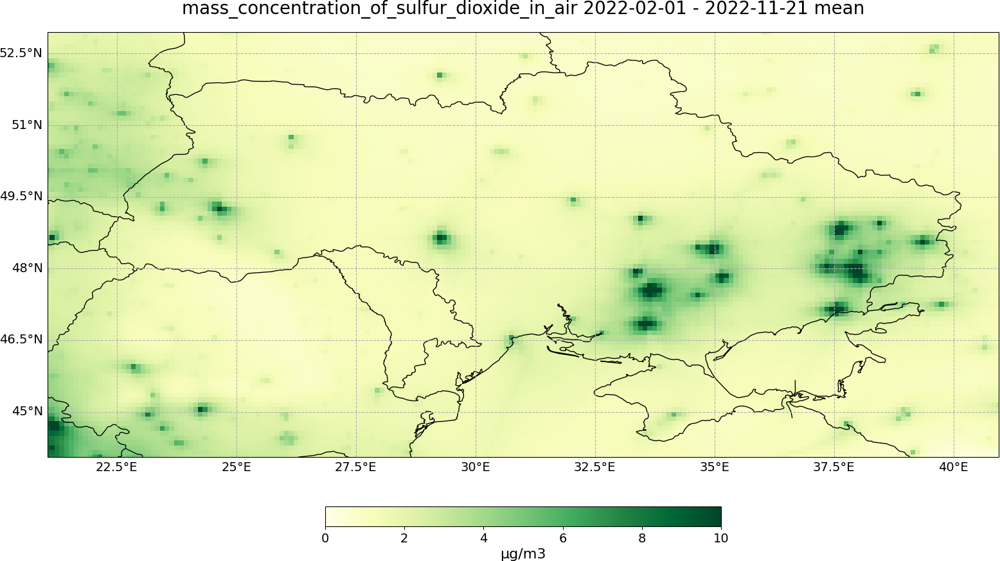 mass_concentration_of_sulfur_dioxide_in_air 2022-02-01 - 2022-11-21 mean
52.5°N
51°N
49.5°N
48°N
46.5°N
45°N
22.5°E 25°E 27.5°E 30°E 32.5°E 35°E 37.5°E 40°E
0 2 4 6 8 10
μg/m3